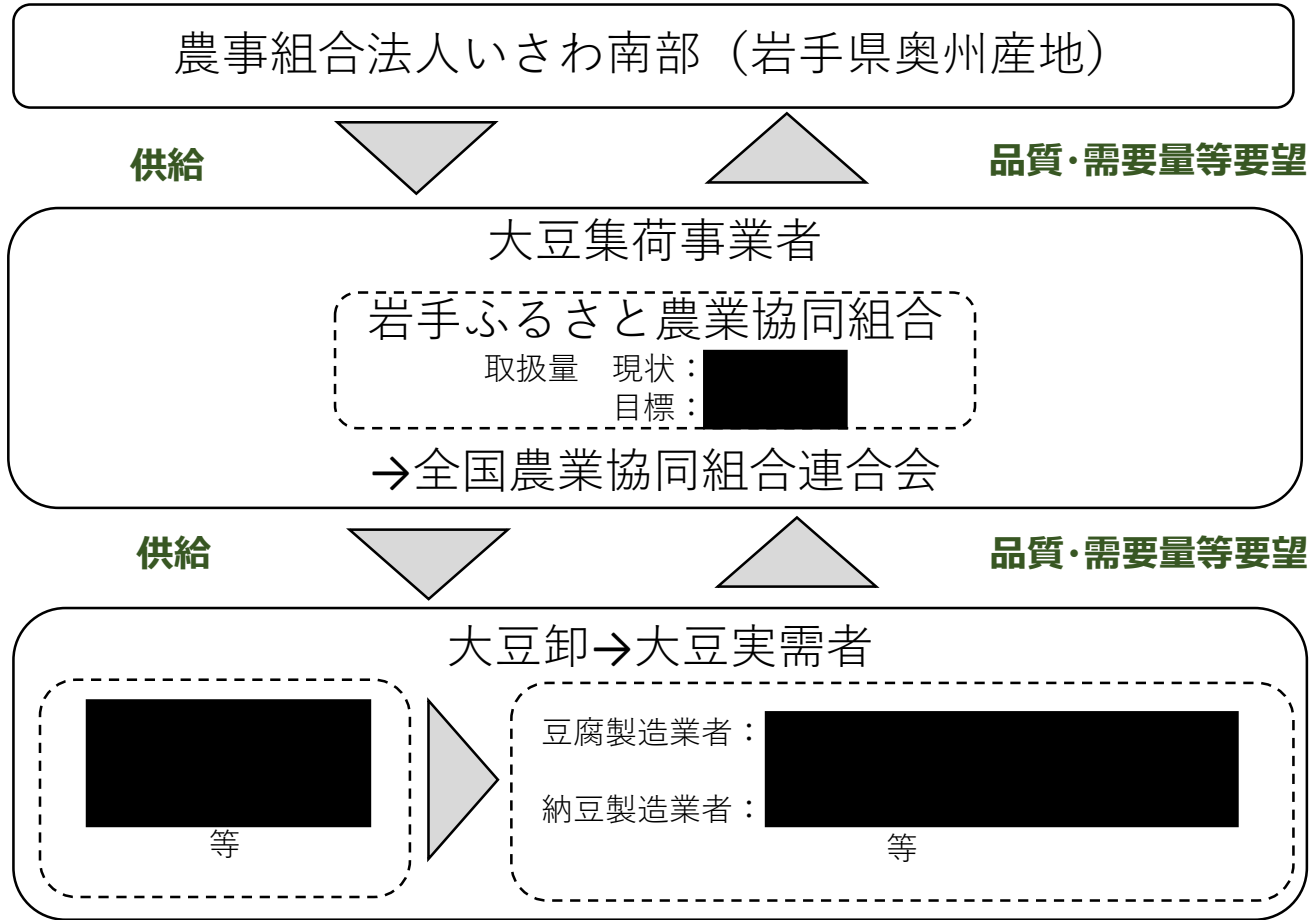 農事組合法人いさわ南部（岩手県奥州産地）
供給
品質・需要量等要望
大豆集荷事業者
岩手ふるさと農業協同組合
取扱量　現状：
目標：
→全国農業協同組合連合会
供給
品質・需要量等要望
大豆卸→大豆実需者
等
豆腐製造業者：
納豆製造業者：
等